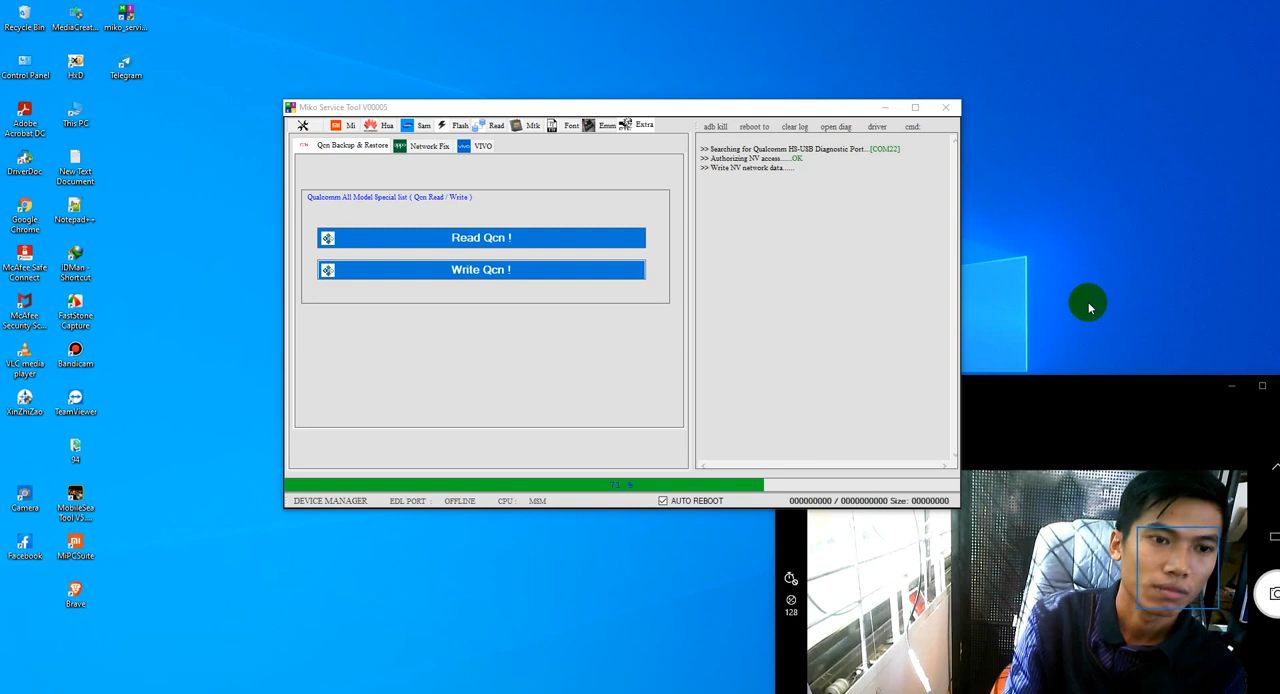 Recycle Bin
MediaCreat...
miko_servi...
Control Panel
HxD
Telegram
Adobe
Acrobat DC
This PC
DriverDoc
New Text
Document
Google
Chrome
Notepad++
McAfee Safe
Connect
IDMan -
Shortcut
McAfee
Security Sc...
FastStone
Capture
VLC media
player
Bandicam
XinZhiZao
TeamViewer
94
Camera
MobileSea
Tool V5....
Facebook
MiPCSuite
Brave
Miko Service Tool V00005
Mi Hua Sam Flash Read Mtk Font Emm Extra
Qcn Backup & Restore Network Fix VIVO
Qualcomm All Model Special list ( Qcn Read / Write )
Read Qcn !
Write Qcn !
adb kill reboot to clear log open diag driver cmd:
>> Searching for Qualcomm HS-USB Diagnostic Port...[COM22]
>> Authorizing NV access.....OK
>> Write NV network data......
71 %
DEVICE MANAGER EDL PORT : OFFLINE CPU : MSM AUTO REBOOT 000000000 / 0000000000 Size: 00000000
128